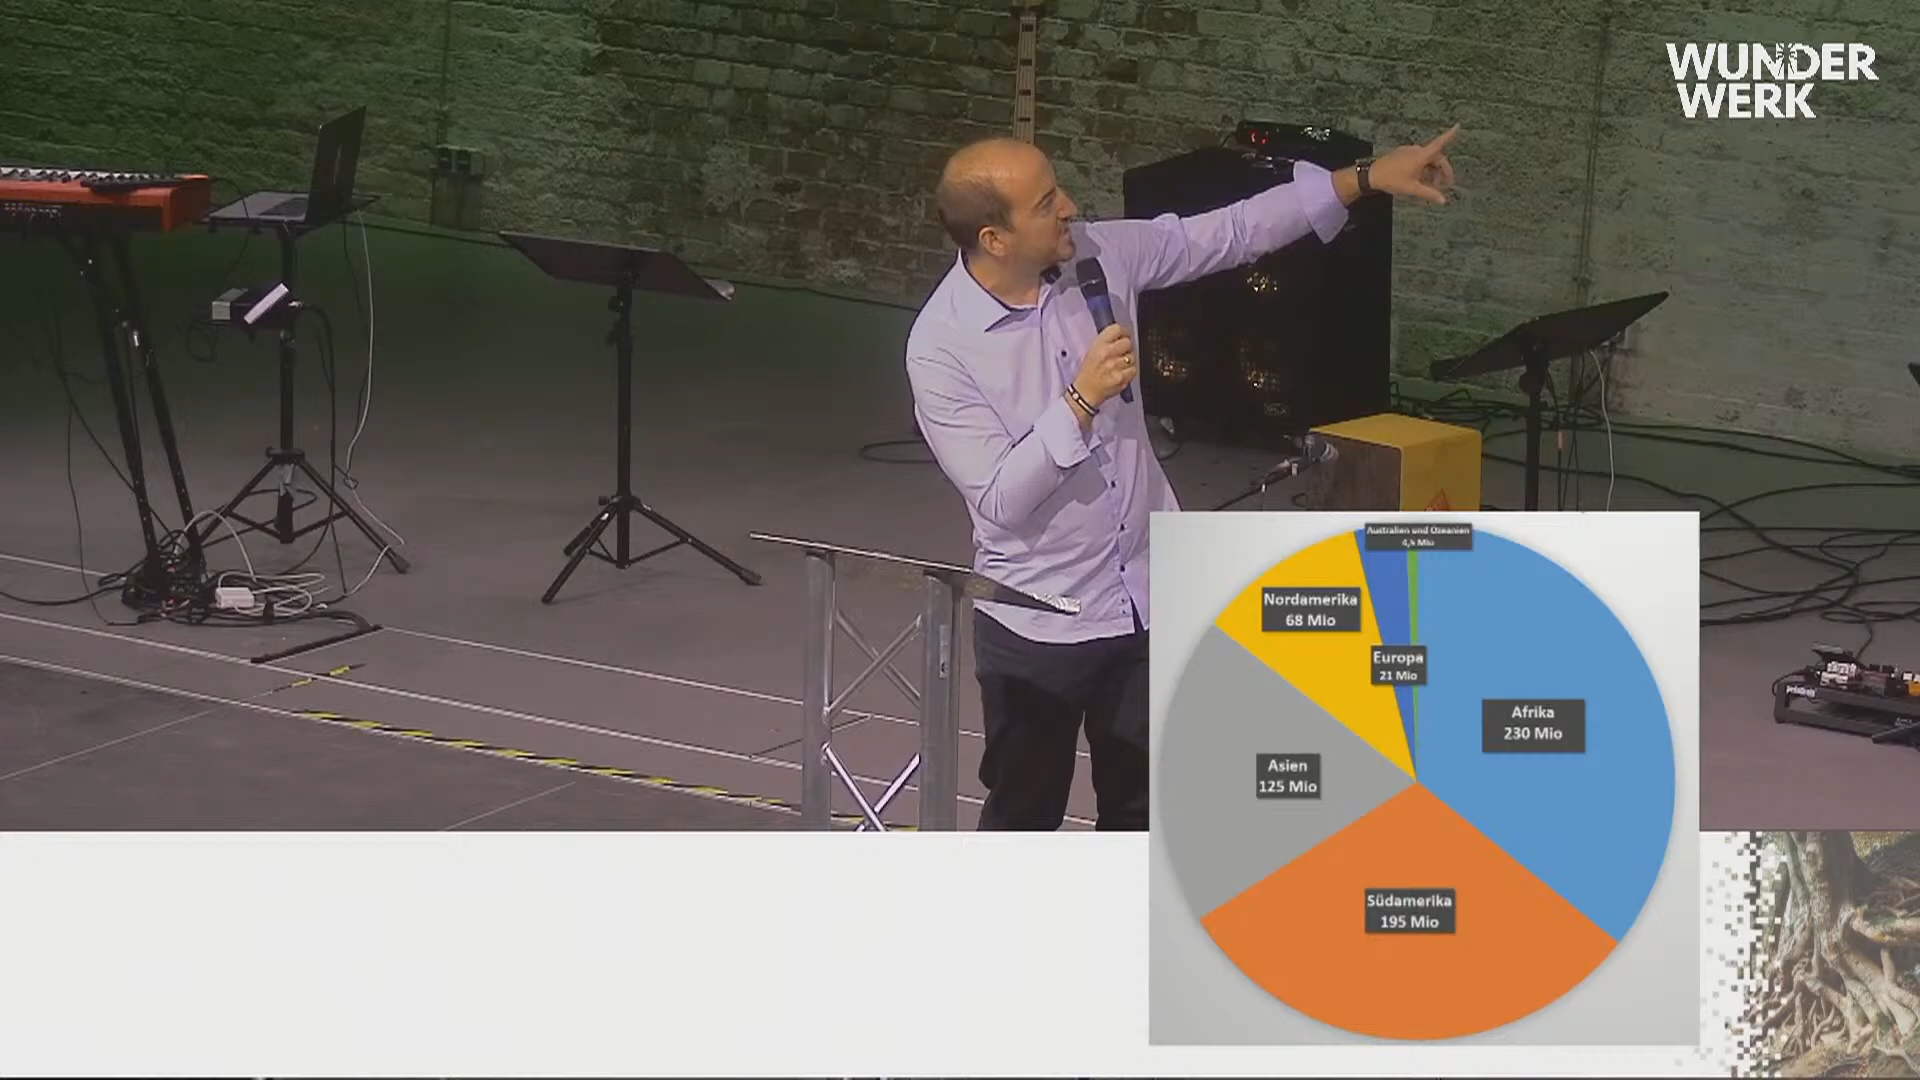 WUNDER
WERK
Australien und Ozeanien
4,4 Mio
Nordamerika
68 Mio
Europa
21 Mio
Afrika
230 Mio
Asien
125 Mio
Südamerika
195 Mio